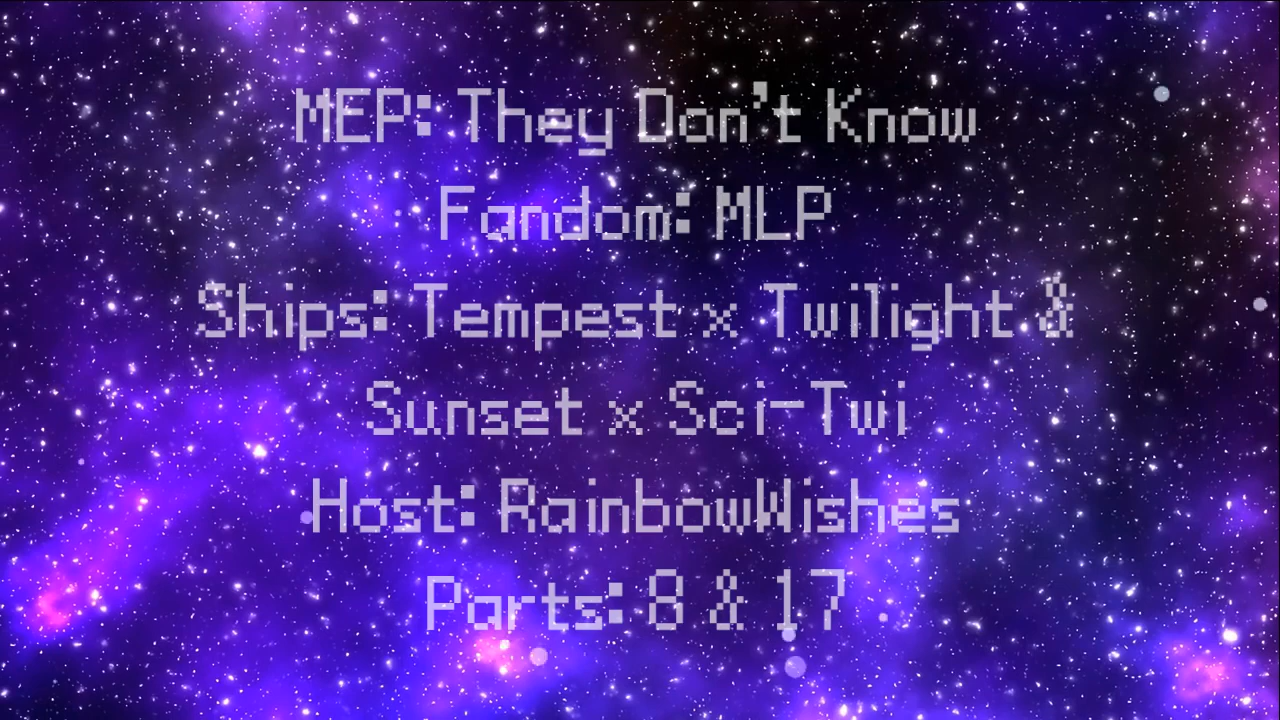 MEP: They Don't Know
Fandom: MLP
Ships: Tempest x Twilight &
Sunset x Sci-Twi
Host: RainbowWishes
Parts: 8 & 17